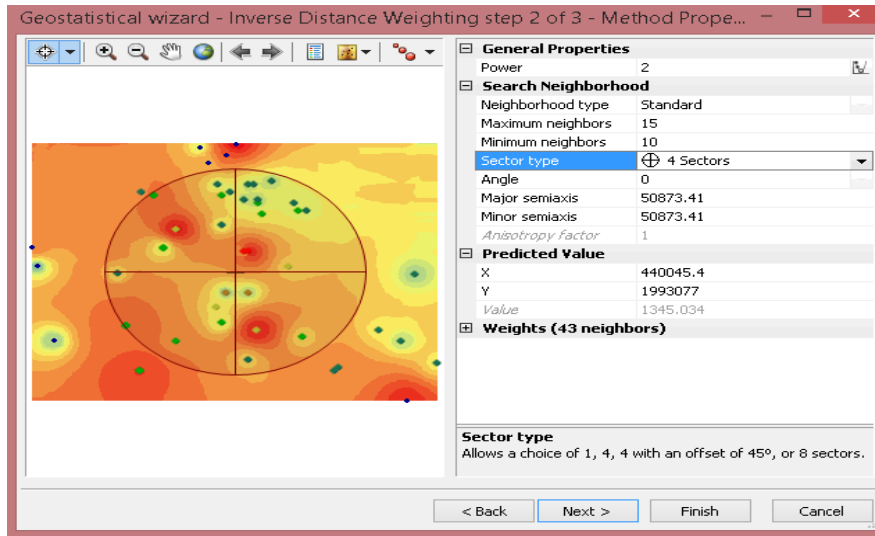 Geostatistical wizard - Inverse Distance Weighting step 2 of 3 - Method Prope...
General Properties
Power 2
Search Neighborhood
Neighborhood type Standard
Maximum neighbors 15
Minimum neighbors 10
Sector type 4 Sectors
Angle 0
Major semiaxis 50873.41
Minor semiaxis 50873.41
Anisotropy factor 1
Predicted Value
X 440045.4
Y 1993077
Value 1345.034
Weights (43 neighbors)
Sector type
Allows a choice of 1, 4, 4 with an offset of 45º, or 8 sectors.
< Back Next > Finish Cancel